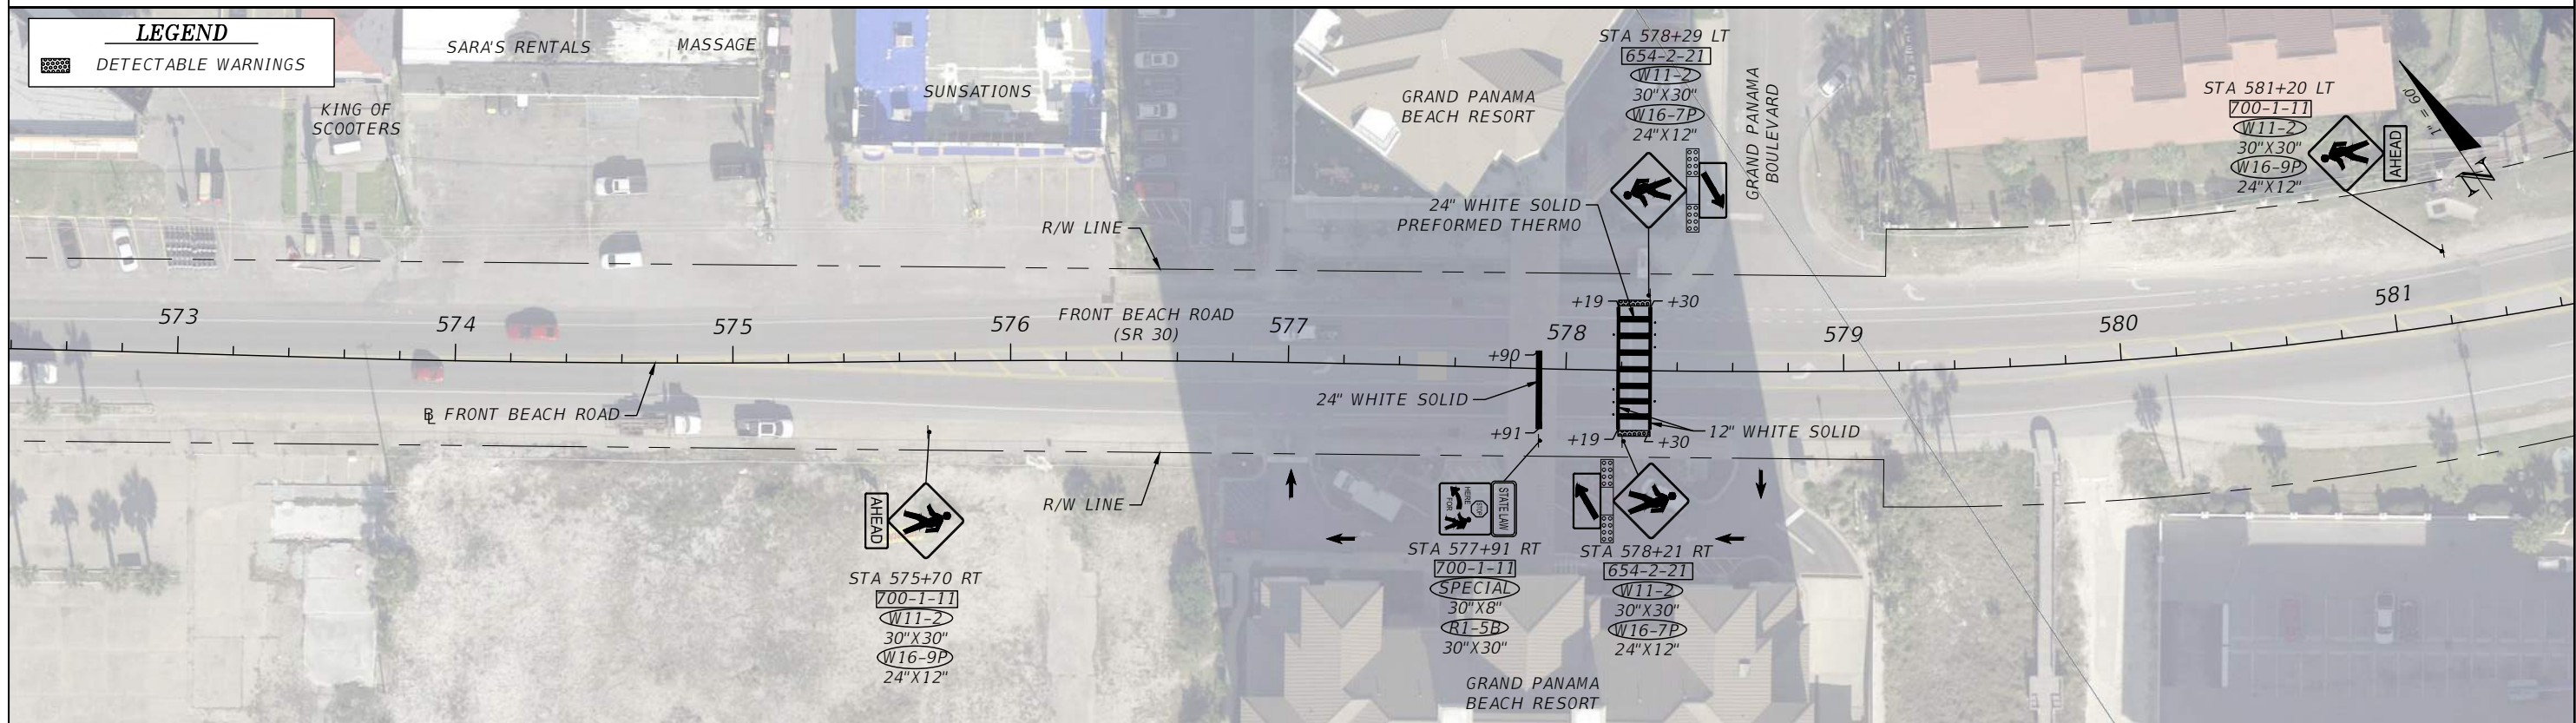 LEGEND
DETECTABLE WARNINGS
SARA'S RENTALS
MASSAGE
KING OF
SCOOTERS
SUNSATIONS
GRAND PANAMA
BEACH RESORT
STA 578+29 LT
654-2-21
W11-2
30"X30"
W16-7P
24"X12"
GRAND PANAMA
BOULEVARD
STA 581+20 LT
700-1-11
W11-2
30"X30"
W16-9P
24"X12"
AHEAD
1" = 60'
N
24" WHITE SOLID
PREFORMED THERMO
R/W LINE
+19
+30
573
574
575
576
FRONT BEACH ROAD
(SR 30)
577
578
579
580
581
+90
24" WHITE SOLID
+91
BL FRONT BEACH ROAD
R/W LINE
+19
+30
12" WHITE SOLID
AHEAD
STA 575+70 RT
700-1-11
W11-2
30"X30"
W16-9P
24"X12"
HERE
FOR
STOP
STATE LAW
STA 577+91 RT
700-1-11
SPECIAL
30"X8"
R1-5B
30"X30"
STA 578+21 RT
654-2-21
W11-2
30"X30"
W16-7P
24"X12"
GRAND PANAMA
BEACH RESORT